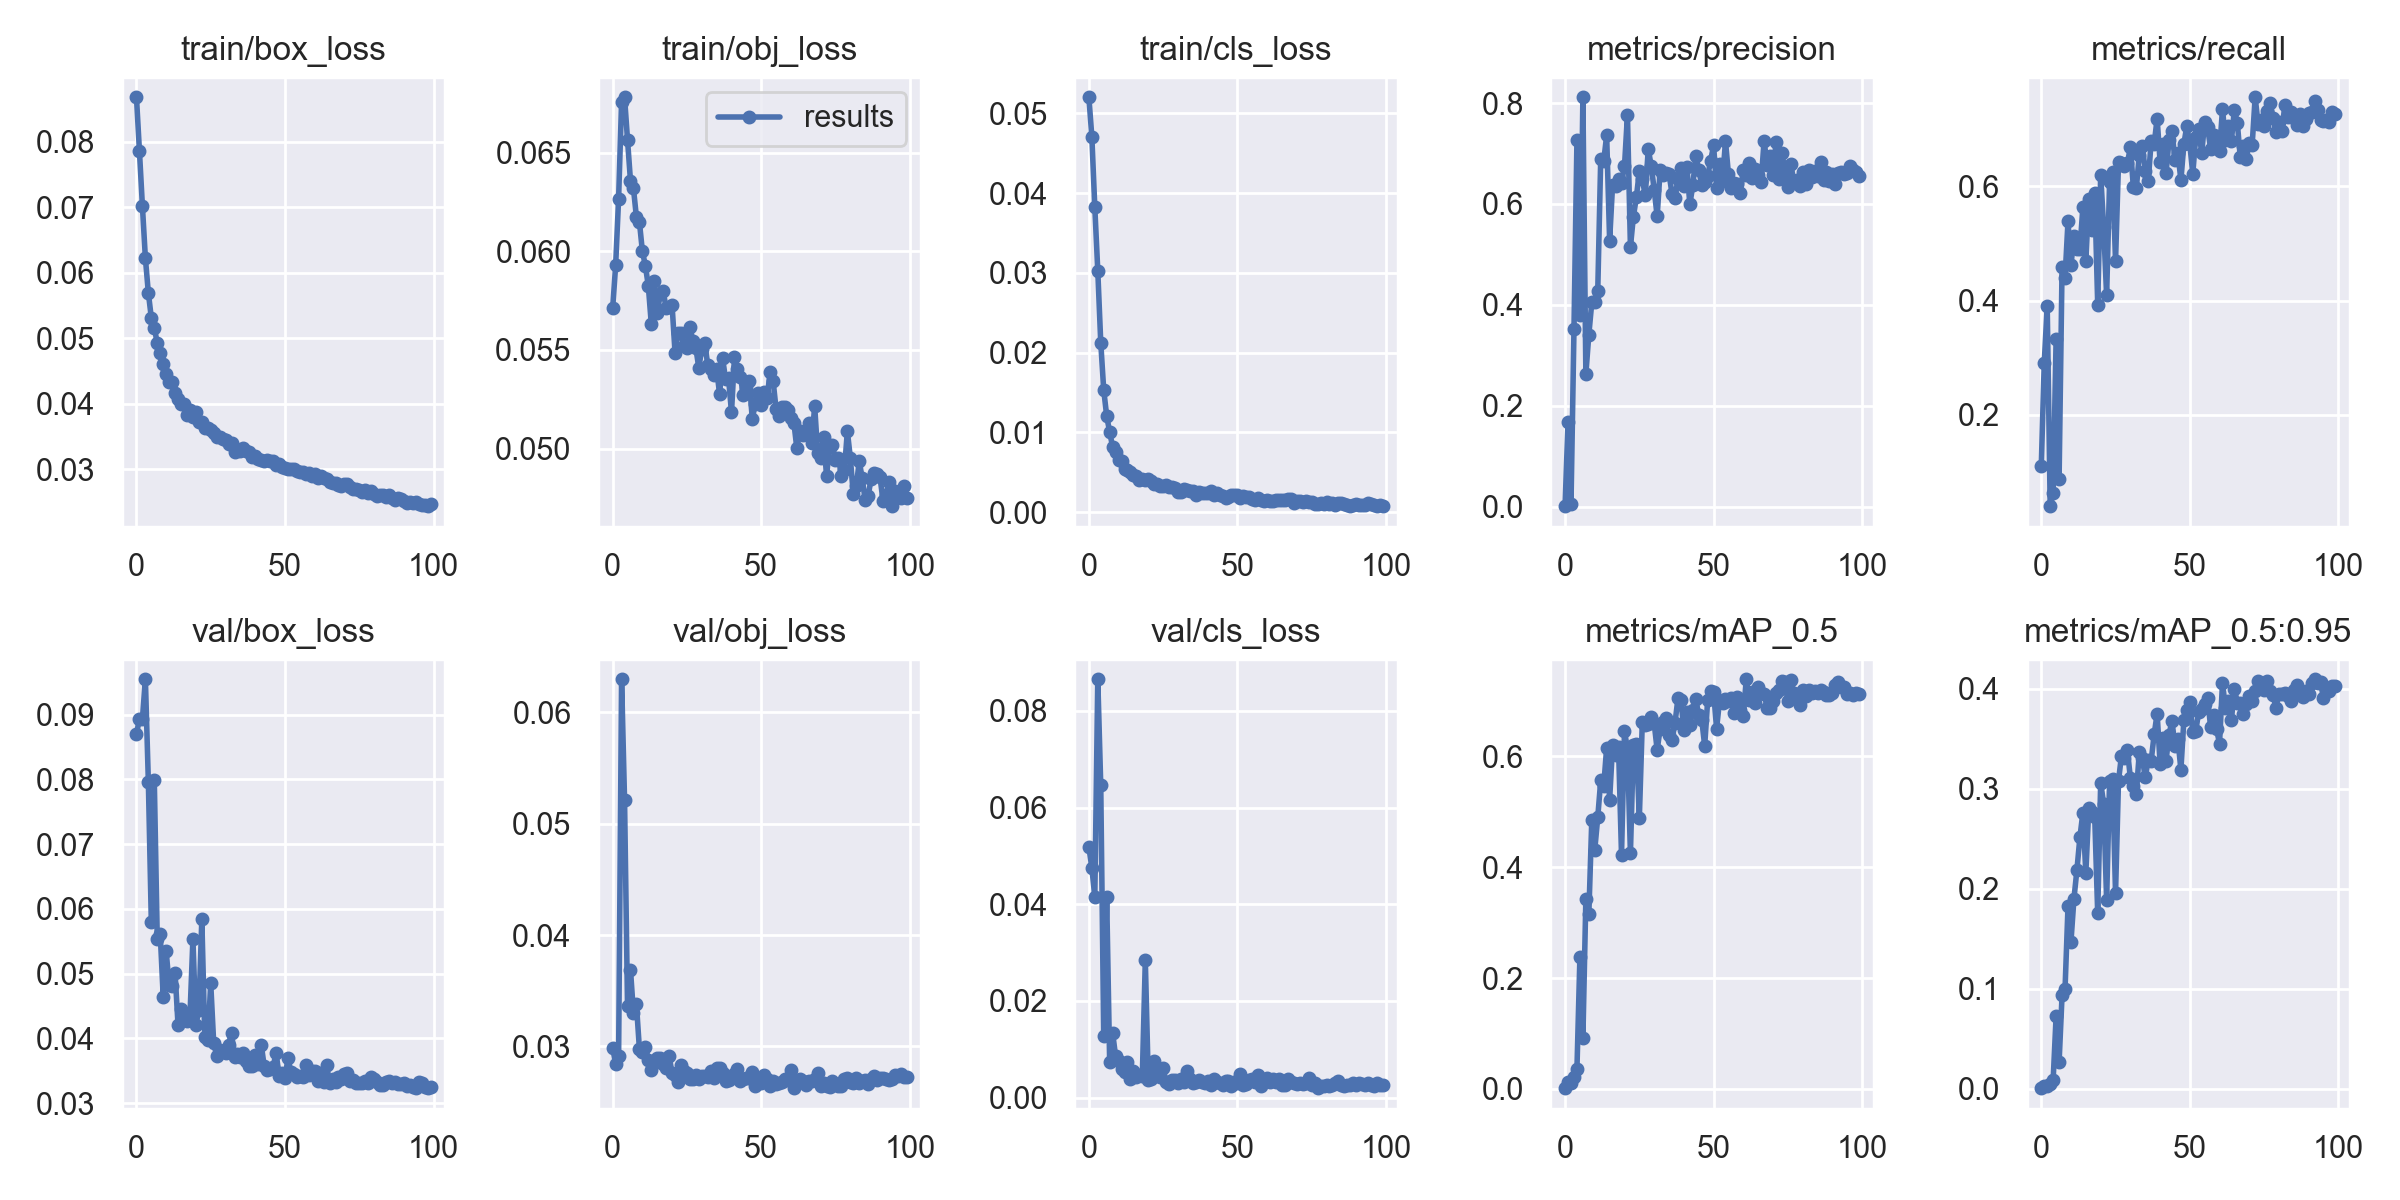 train/box_loss
0.08
0.07
0.06
0.05
0.04
0.03
0 50 100
train/obj_loss
results
0.065
0.060
0.055
0.050
0 50 100
train/cls_loss
0.05
0.04
0.03
0.02
0.01
0.00
0 50 100
metrics/precision
0.8
0.6
0.4
0.2
0.0
0 50 100
metrics/recall
0.6
0.4
0.2
0 50 100
val/box_loss
0.09
0.08
0.07
0.06
0.05
0.04
0.03
0 50 100
val/obj_loss
0.06
0.05
0.04
0.03
0 50 100
val/cls_loss
0.08
0.06
0.04
0.02
0.00
0 50 100
metrics/mAP_0.5
0.6
0.4
0.2
0.0
0 50 100
metrics/mAP_0.5:0.95
0.4
0.3
0.2
0.1
0.0
0 50 100